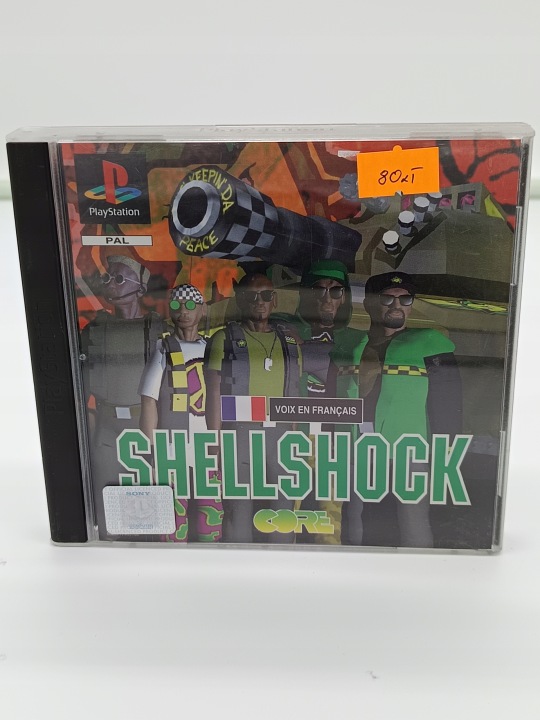 80zł
PlayStation
PAL
KEEPIN' DA
PEACE
VOIX EN FRANÇAIS
SHELLSHOCK
SONY
CORE